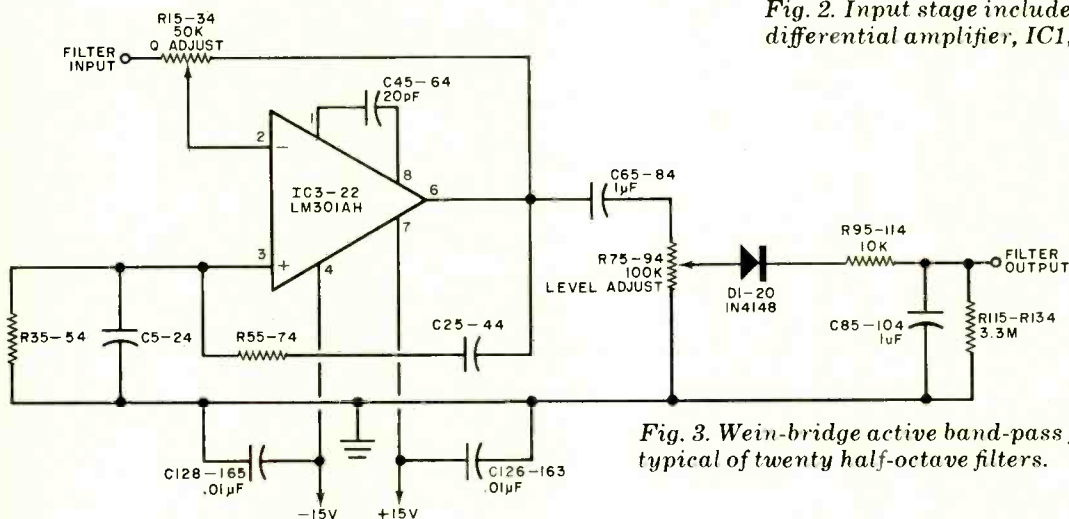 Fig. 2. Input stage include
differential amplifier, IC1,
R15-34
50K
Q ADJUST
FILTER
INPUT
C45-64
20pF
1
2
−
8
IC3-22
LM301AH
6
7
3
+
4
C65-84
1µF
R75-94
100K
LEVEL ADJUST
D1-20
IN4148
R95-114
10K
FILTER
OUTPUT
C85-104
1µF
R115-R134
3.3M
R35-54
C5-24
R55-74
C25-44
C128-165
.01µF
C126-163
.01µF
-15V
+15V
Fig. 3. Wein-bridge active band-pass
typical of twenty half-octave filters.